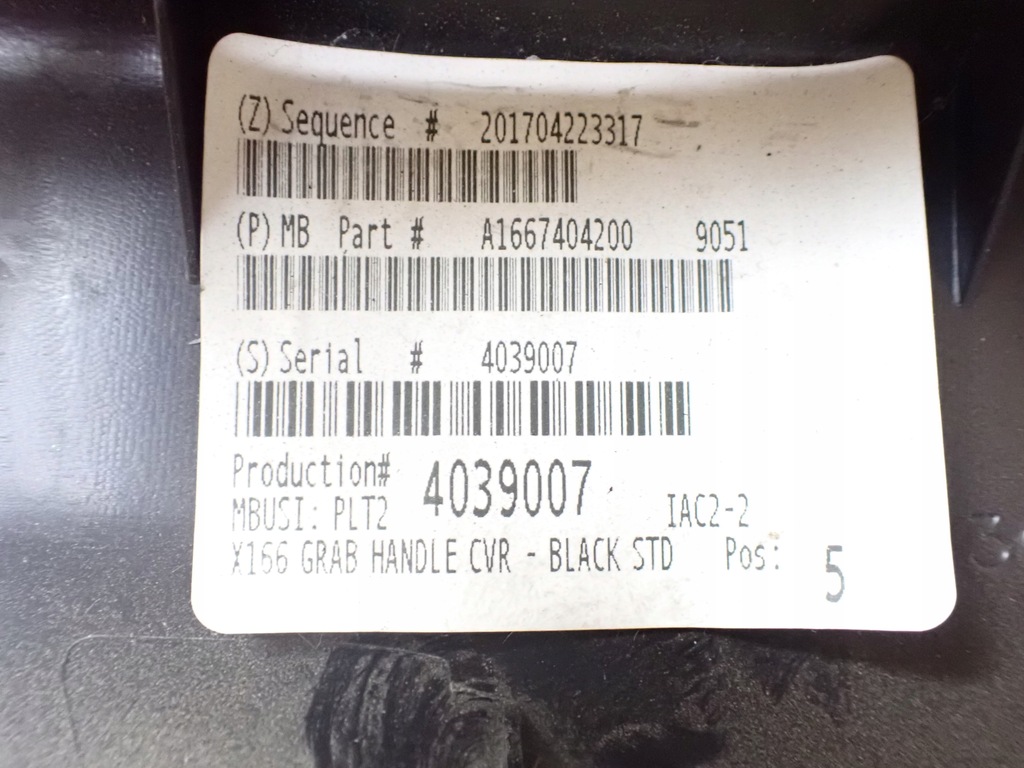 (Z) Sequence # 201704223317
(P) MB Part # A1667404200 9051
(S) Serial # 4039007
Production# 4039007
MBUSI: PLT2 IAC2-2
X166 GRAB HANDLE CVR - BLACK STD Pos: 5